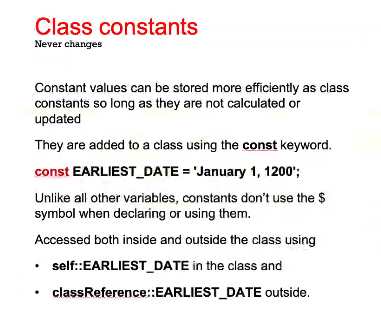 Class constants
Never changes
Constant values can be stored more efficiently as class
constants so long as they are not calculated or
updated
They are added to a class using the const keyword.
const EARLIEST_DATE = 'January 1, 1200';
Unlike all other variables, constants don't use the $
symbol when declaring or using them.
Accessed both inside and outside the class using
• self::EARLIEST_DATE in the class and
• classReference::EARLIEST_DATE outside.